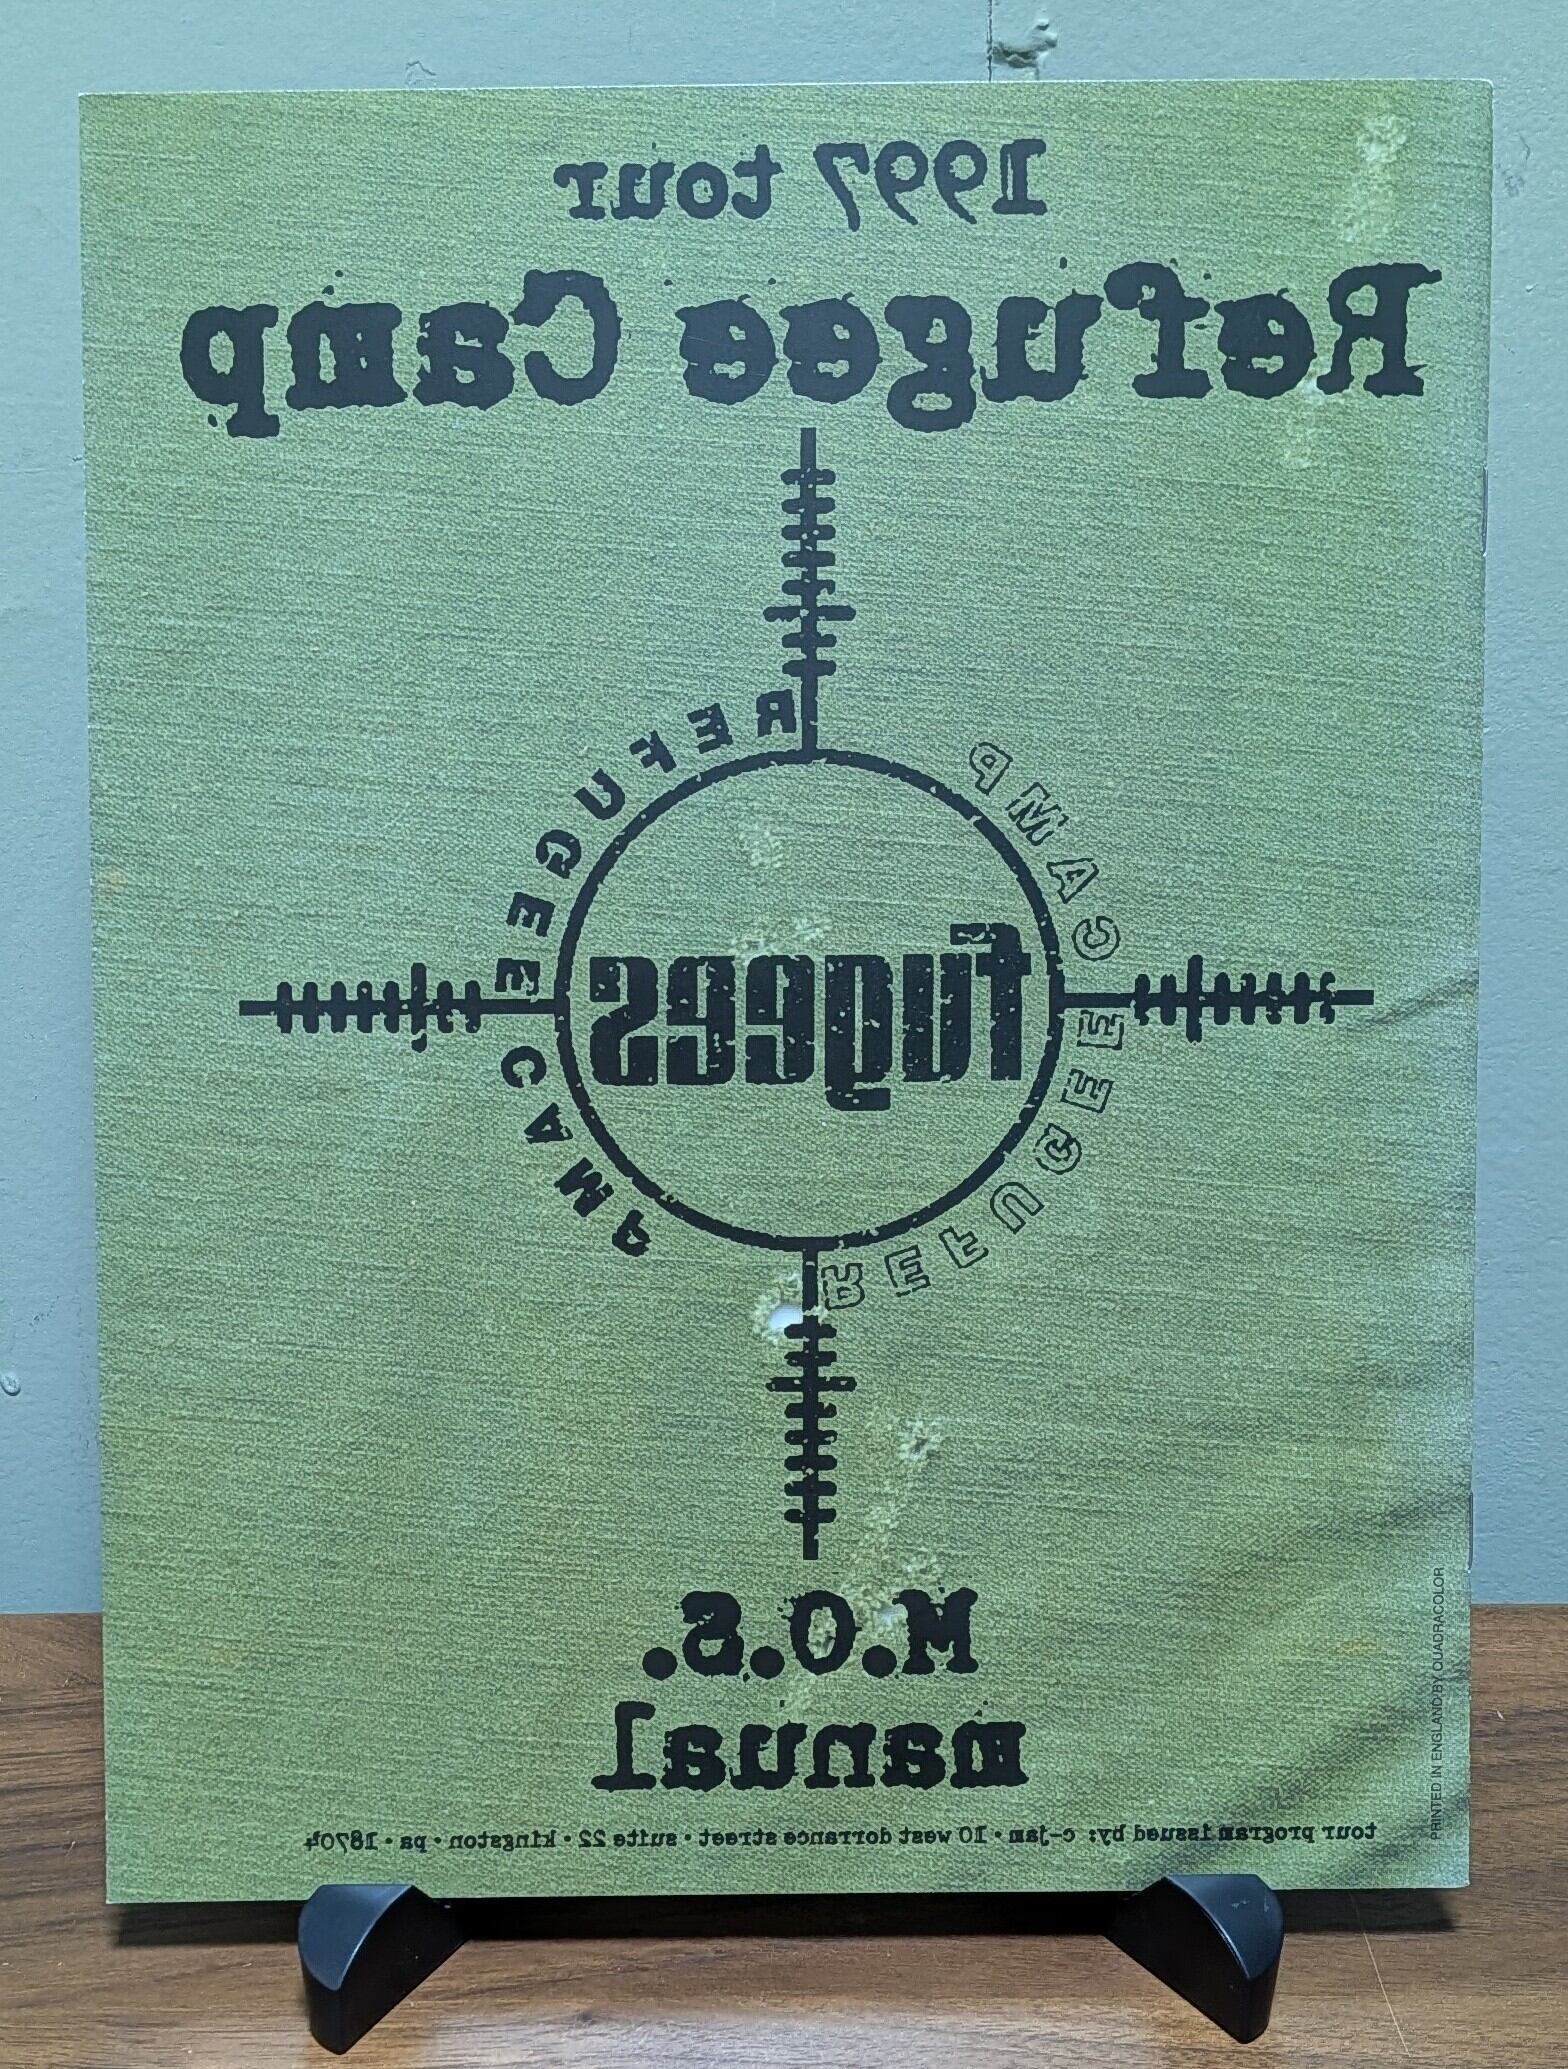 1997 tour
Refugee Camp
REFUGEE CAMP
REFUGEE CAMP
fugees
M.O.S.
manual
tour program issued by: c-jam • 10 west dorrance street • suite 22 • kingston • pa • 18704
PRINTED IN ENGLAND BY QUADRACOLOR